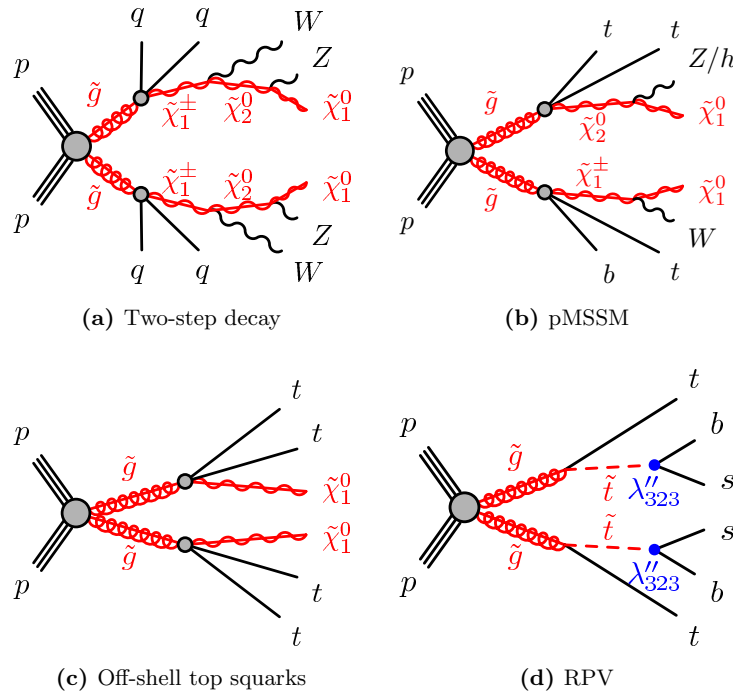 q q W
p Z
g̃ χ̃₁± χ̃₂⁰ χ̃₁⁰
g̃ χ̃₁± χ̃₂⁰ χ̃₁⁰
p Z
q q W
(a) Two-step decay
t t
p Z/h
g̃ χ̃₂⁰ χ̃₁⁰
g̃ χ̃₁± χ̃₁⁰
p W
b t
(b) pMSSM
t
p t
g̃ χ̃₁⁰
g̃ χ̃₁⁰
p t
t
(c) Off-shell top squarks
t
p b
g̃ t̃ λ″₃₂₃ s
g̃ t̃ λ″₃₂₃ s
p b
t
(d) RPV